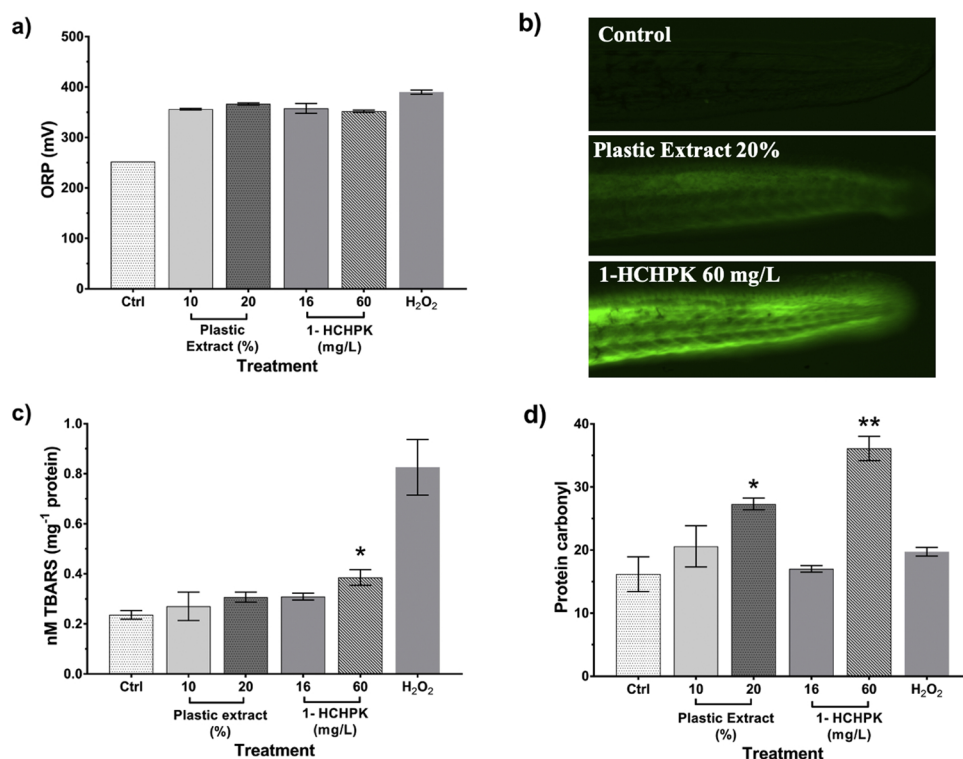 a)
500
400
300
200
100
0
ORP (mV)
Ctrl 10 20 16 60 H₂O₂
Plastic 1- HCHPK
Extract (%) (mg/L)
Treatment
b)
Control
Plastic Extract 20%
1-HCHPK 60 mg/L
c)
1.0
0.8
0.6
0.4
0.2
0.0
nM TBARS (mg⁻¹ protein)
*
Ctrl 10 20 16 60 H₂O₂
Plastic extract 1- HCHPK
(%) (mg/L)
Treatment
d)
40
30
20
10
0
Protein carbonyl
* **
Ctrl 10 20 16 60 H₂O₂
Plastic Extract 1- HCHPK
(%) (mg/L)
Treatment